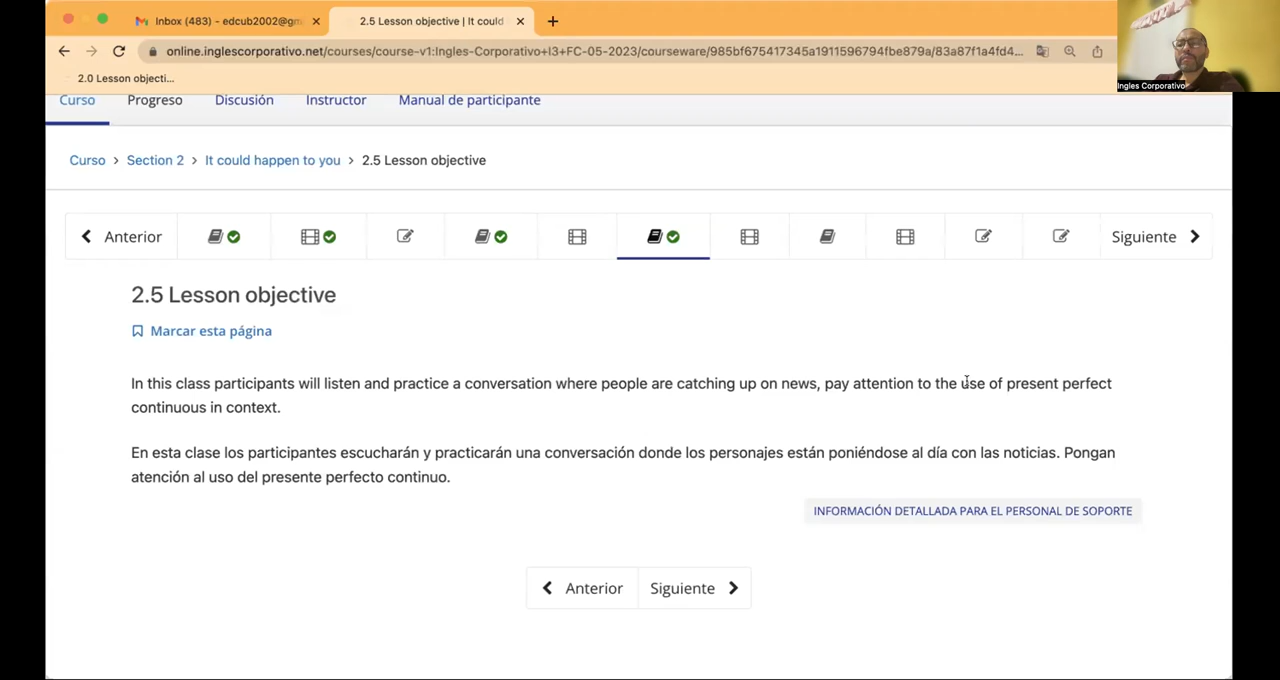 Inbox (483) - edcub2002@gm
2.5 Lesson objective | It could
online.inglescorporativo.net/courses/course-v1:Ingles-Corporativo+I3+FC-05-2023/courseware/985bf675417345a1911596794fbe879a/83a87f1a4fd4...
2.0 Lesson objecti...
Ingles Corporativo
Curso Progreso Discusión Instructor Manual de participante
Curso > Section 2 > It could happen to you > 2.5 Lesson objective
Anterior Siguiente
2.5 Lesson objective
Marcar esta página
In this class participants will listen and practice a conversation where people are catching up on news, pay attention to the use of present perfect
continuous in context.
En esta clase los participantes escucharán y practicarán una conversación donde los personajes están poniéndose al día con las noticias. Pongan
atención al uso del presente perfecto continuo.
INFORMACIÓN DETALLADA PARA EL PERSONAL DE SOPORTE
Anterior Siguiente